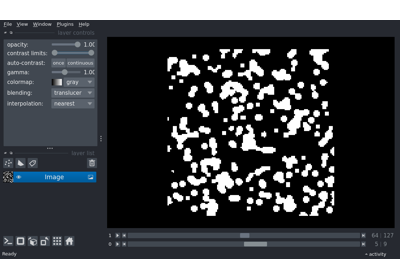 File View Window Plugins Help
layer controls
opacity: 1.00
contrast limits:
auto-contrast: once continuous
gamma: 1.00
colormap: gray
blending: translucer
interpolation: nearest
layer list
Image
1 64 127
0 5 9
Ready activity